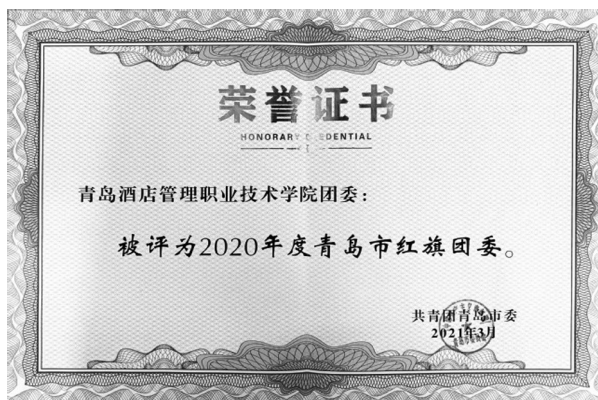 荣誉证书
HONORARY CREDENTIAL
青岛酒店管理职业技术学院团委：
被评为2020年度青岛市红旗团委。
共青团青岛市委
2021年3月